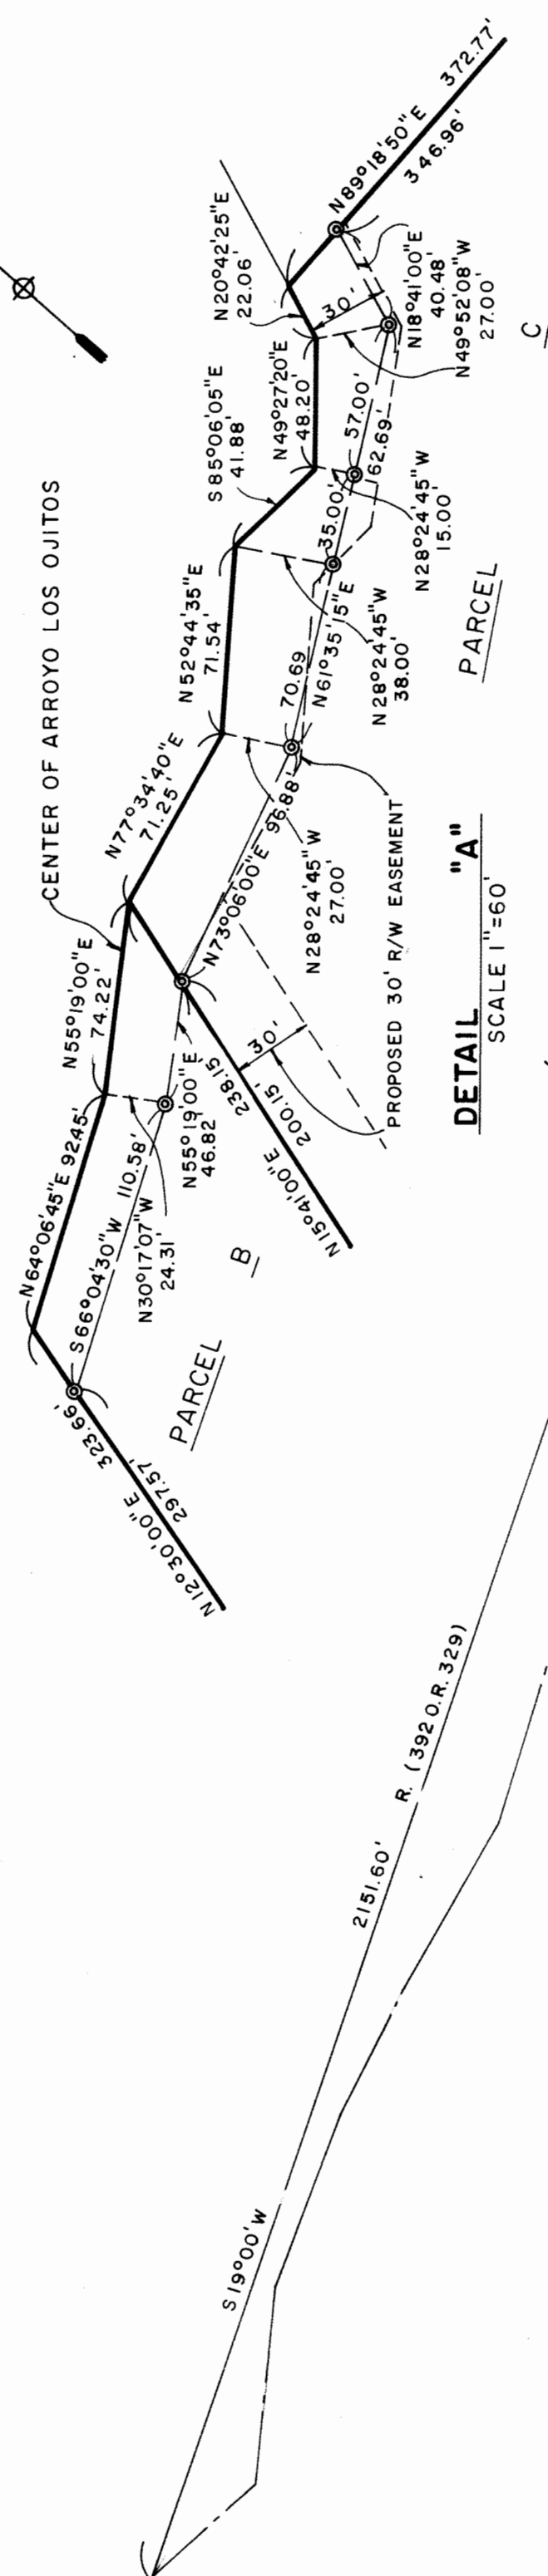 372.77'
N89°18'50"E
346.96'
N20°42'25"E
22.06'
30'
N18°41'00"E
40.48'
N49°52'08"W
27.00'
C
S85°06'05"E
41.88'
N49°27'20"E
48.20'
57.00'
62.69'
N28°24'45"W
15.00'
35.00'
N52°44'35"E
71.54'
N61°35'15"E
70.69
N28°24'45"W
38.00'
PARCEL
CENTER OF ARROYO LOS OJITOS
N77°34'40"E
71.25'
N73°06'00"E 96.88'
N28°24'45"W
27.00'
PROPOSED 30' R/W EASEMENT
DETAIL "A"
SCALE 1"=60'
N55°19'00"E
74.22'
N55°19'00"E
46.82'
238.15'
30'
200.15'
N15°41'00"E
N64°06'45"E 92.45'
S66°04'30"W 110.58'
N30°17'07"W
24.31'
B
PARCEL
323.66'
297.57'
N12°30'00"E
R. (392 O.R. 329)
2151.60'
S19°00'W